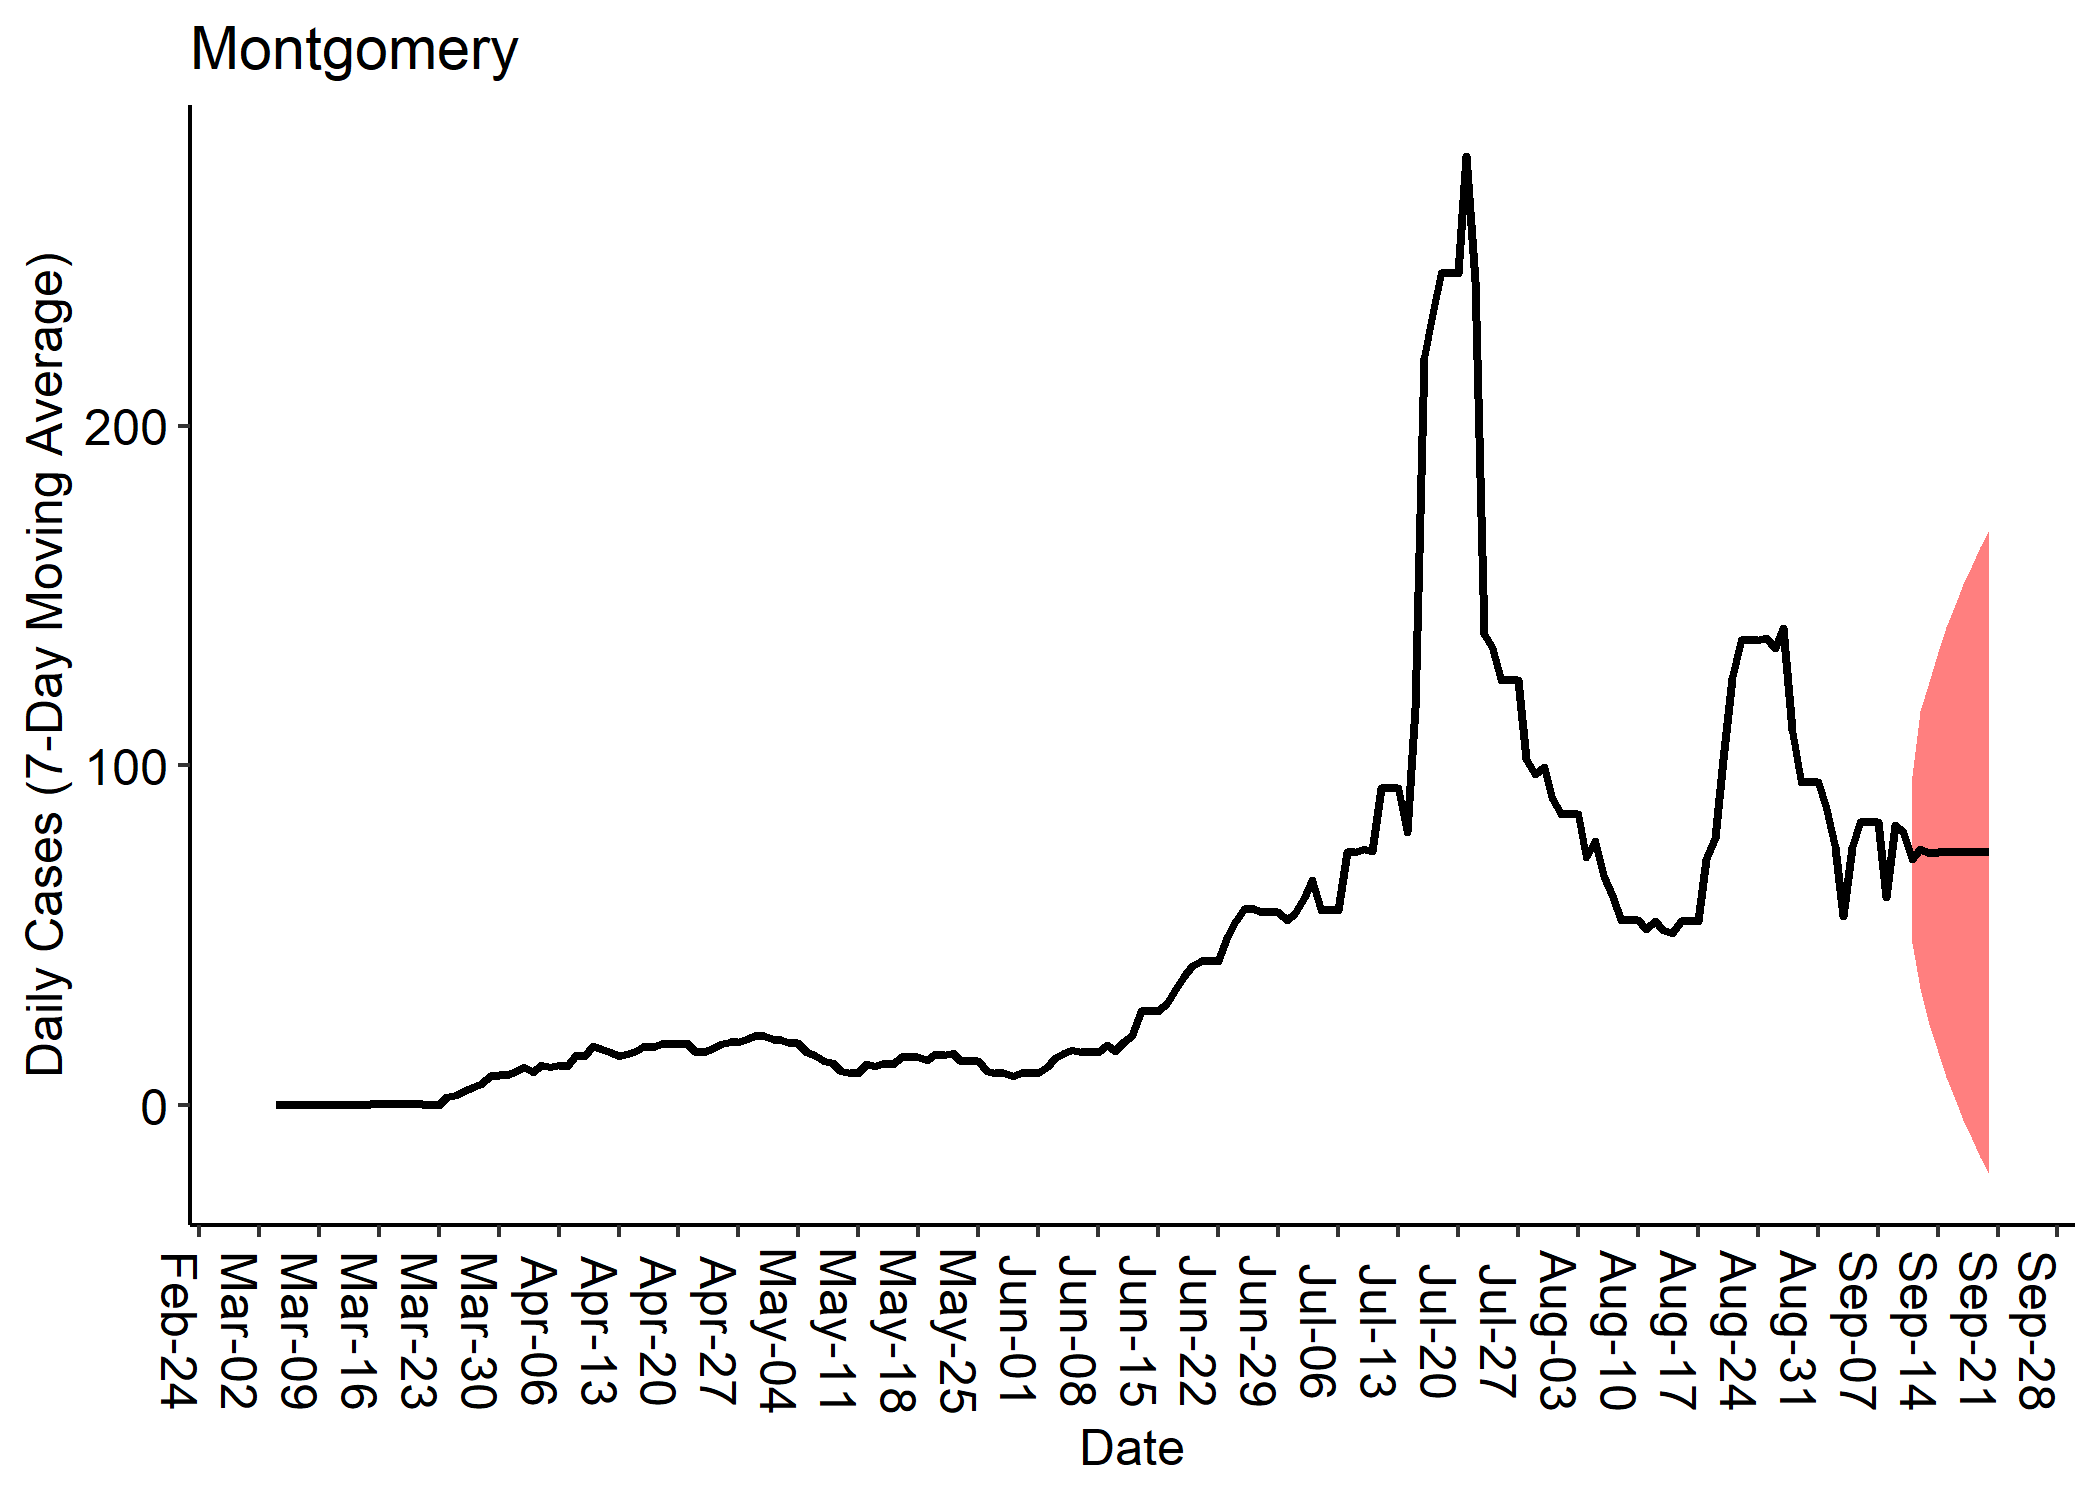 Montgomery
Daily Cases (7-Day Moving Average)
200
100
0
Feb-24
Mar-02
Mar-09
Mar-16
Mar-23
Mar-30
Apr-06
Apr-13
Apr-20
Apr-27
May-04
May-11
May-18
May-25
Jun-01
Jun-08
Jun-15
Jun-22
Jun-29
Jul-06
Jul-13
Jul-20
Jul-27
Aug-03
Aug-10
Aug-17
Aug-24
Aug-31
Sep-07
Sep-14
Sep-21
Sep-28
Date